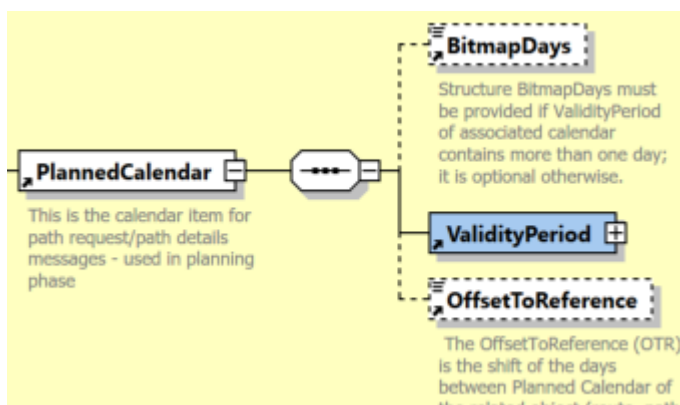 BitmapDays
Structure BitmapDays must
be provided if ValidityPeriod
of associated calendar
contains more than one day;
it is optional otherwise.
PlannedCalendar
This is the calendar item for
path request/path details
messages - used in planning
phase
ValidityPeriod
OffsetToReference
The OffsetToReference (OTR)
is the shift of the days
between Planned Calendar of